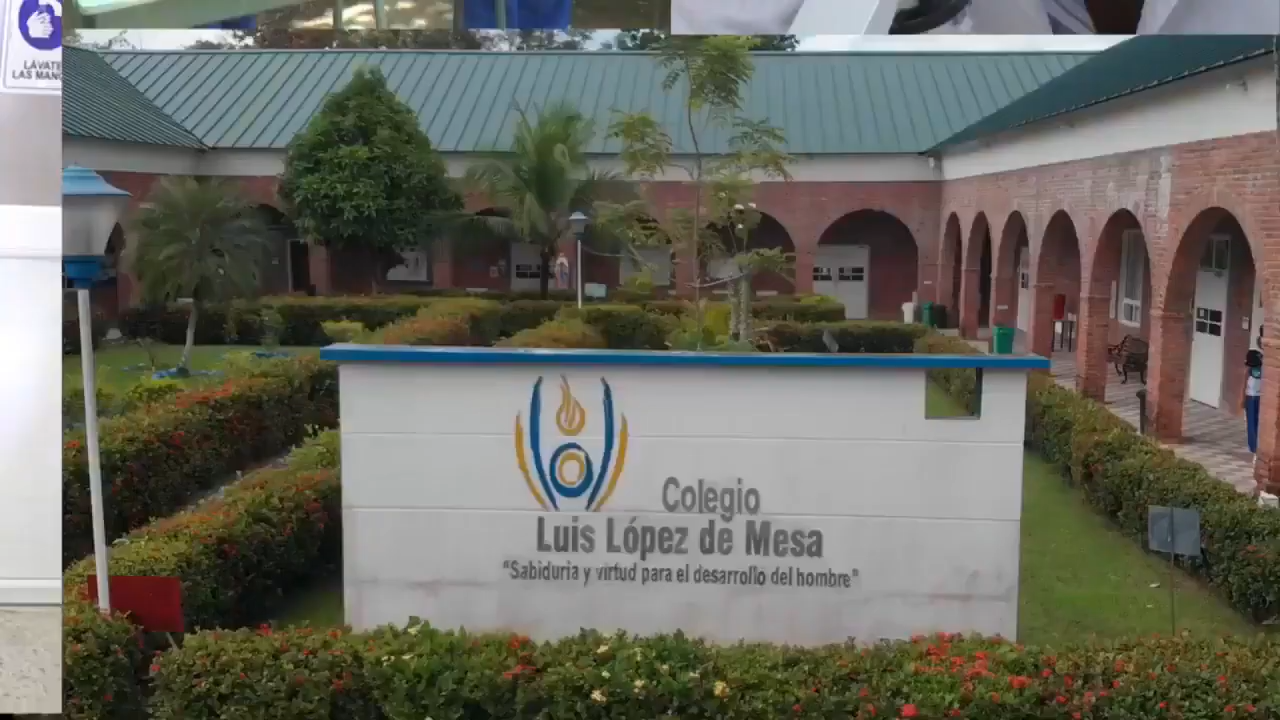 LÁVATE
LAS MAN
Colegio
Luis López de Mesa
"Sabiduria y virtud para el desarrollo del hombre"